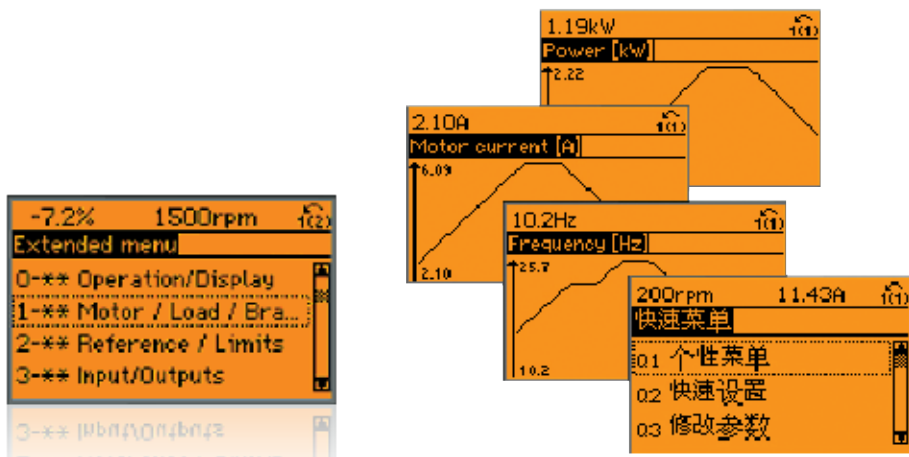 -7.2% 1500rpm 1(2)
Extended menu
0-** Operation/Display
1-** Motor / Load / Bra...
2-** Reference / Limits
3-** Input/Outputs
1.19kW 1(1)
Power [kW]
2.22
2.10A 1(1)
Motor current [A]
6.09
2.10
10.2Hz 1(1)
Frequency [Hz]
25.7
10.2
200rpm 11.43A 1(1)
快速菜单
Q1 个性菜单
Q2 快速设置
Q3 修改参数